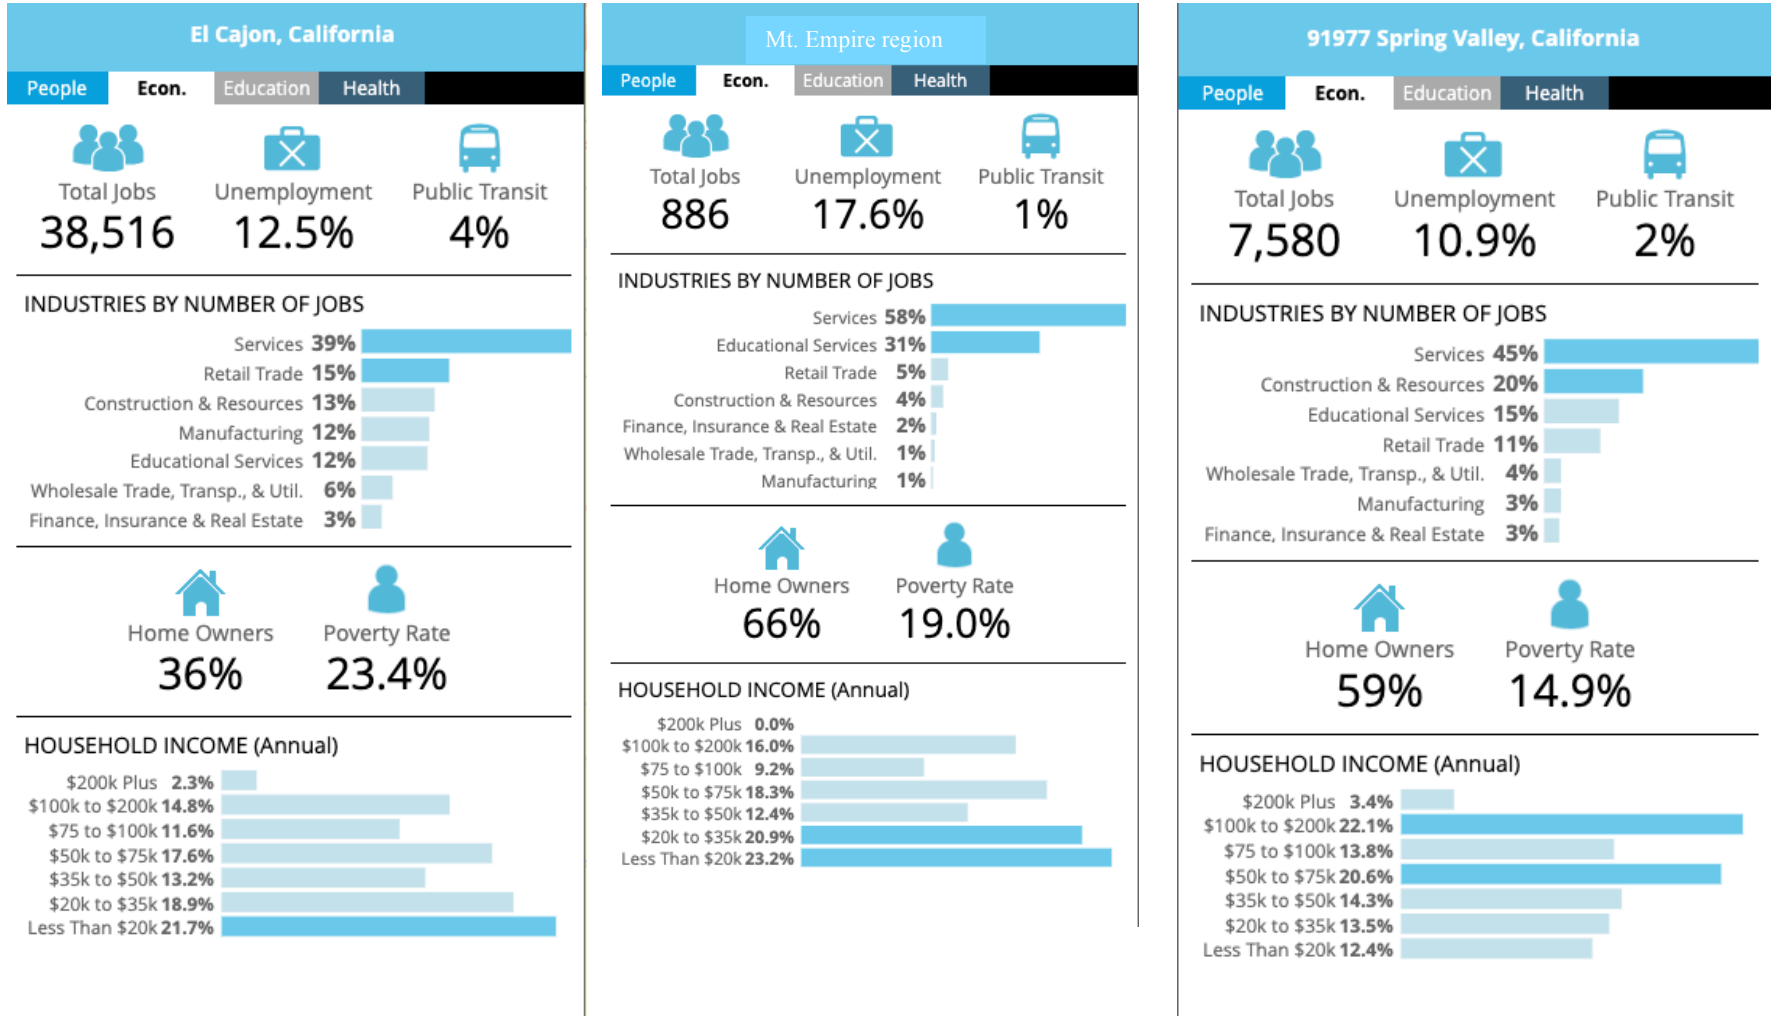 El Cajon, California
People Econ. Education Health
Total Jobs Unemployment Public Transit
38,516 12.5% 4%
INDUSTRIES BY NUMBER OF JOBS
Services 39%
Retail Trade 15%
Construction & Resources 13%
Manufacturing 12%
Educational Services 12%
Wholesale Trade, Transp., & Util. 6%
Finance, Insurance & Real Estate 3%
Home Owners Poverty Rate
36% 23.4%
HOUSEHOLD INCOME (Annual)
$200k Plus 2.3%
$100k to $200k 14.8%
$75 to $100k 11.6%
$50k to $75k 17.6%
$35k to $50k 13.2%
$20k to $35k 18.9%
Less Than $20k 21.7%
Mt. Empire region
People Econ. Education Health
Total Jobs Unemployment Public Transit
886 17.6% 1%
INDUSTRIES BY NUMBER OF JOBS
Services 58%
Educational Services 31%
Retail Trade 5%
Construction & Resources 4%
Finance, Insurance & Real Estate 2%
Wholesale Trade, Transp., & Util. 1%
Manufacturing 1%
Home Owners Poverty Rate
66% 19.0%
HOUSEHOLD INCOME (Annual)
$200k Plus 0.0%
$100k to $200k 16.0%
$75 to $100k 9.2%
$50k to $75k 18.3%
$35k to $50k 12.4%
$20k to $35k 20.9%
Less Than $20k 23.2%
91977 Spring Valley, California
People Econ. Education Health
Total Jobs Unemployment Public Transit
7,580 10.9% 2%
INDUSTRIES BY NUMBER OF JOBS
Services 45%
Construction & Resources 20%
Educational Services 15%
Retail Trade 11%
Wholesale Trade, Transp., & Util. 4%
Manufacturing 3%
Finance, Insurance & Real Estate 3%
Home Owners Poverty Rate
59% 14.9%
HOUSEHOLD INCOME (Annual)
$200k Plus 3.4%
$100k to $200k 22.1%
$75 to $100k 13.8%
$50k to $75k 20.6%
$35k to $50k 14.3%
$20k to $35k 13.5%
Less Than $20k 12.4%